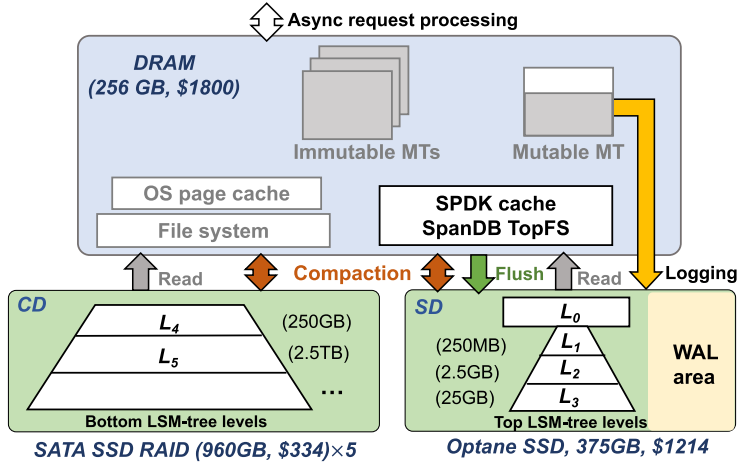 Async request processing
DRAM
(256 GB, $1800)
Immutable MTs
Mutable MT
OS page cache
File system
SPDK cache
SpanDB TopFS
Read
Compaction
Flush
Read
Logging
CD
L4
(250GB)
L5
(2.5TB)
...
Bottom LSM-tree levels
SD
L0
L1
(250MB)
L2
(2.5GB)
L3
(25GB)
Top LSM-tree levels
WAL
area
SATA SSD RAID (960GB, $334)×5
Optane SSD, 375GB, $1214